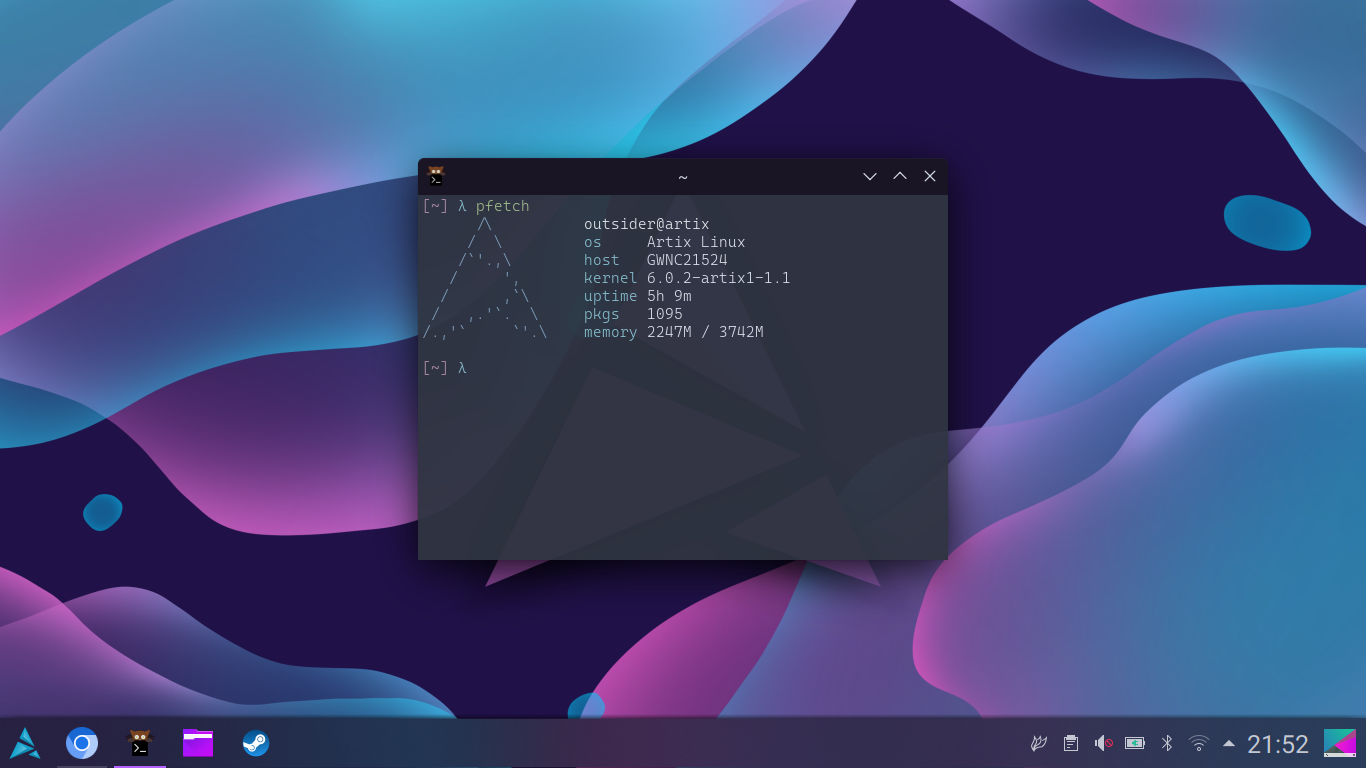 ~
[~] λ pfetch
outsider@artix
os Artix Linux
host GWNC21524
kernel 6.0.2-artix1-1.1
uptime 5h 9m
pkgs 1095
memory 2247M / 3742M
[~] λ
21:52